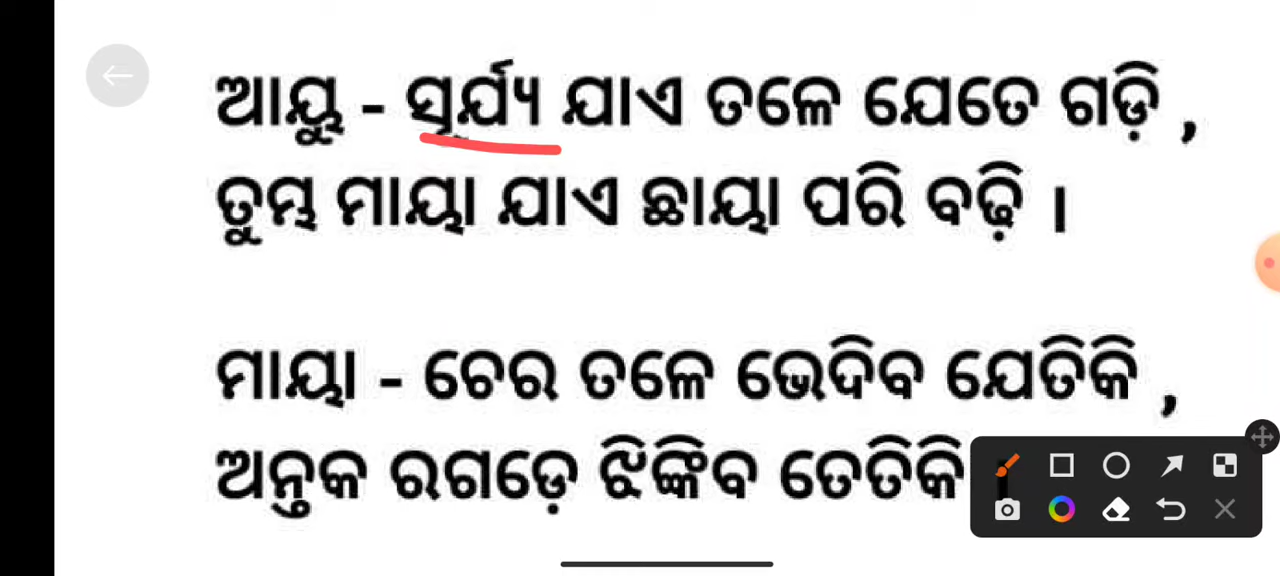 ଆୟୁ - ସୂର୍ଯ୍ୟ ଯାଏ ତଳେ ଯେତେ ଗଡ଼ି ,
ତୁମ୍ଭ ମାୟା ଯାଏ ଛାୟା ପରି ବଢ଼ି ।
ମାୟା - ଚେର ତଳେ ଭେଦିବ ଯେତିକି ,
ଅନ୍ତକ ରଗଡ଼େ ଝିଙ୍କିବ ତେତିକି